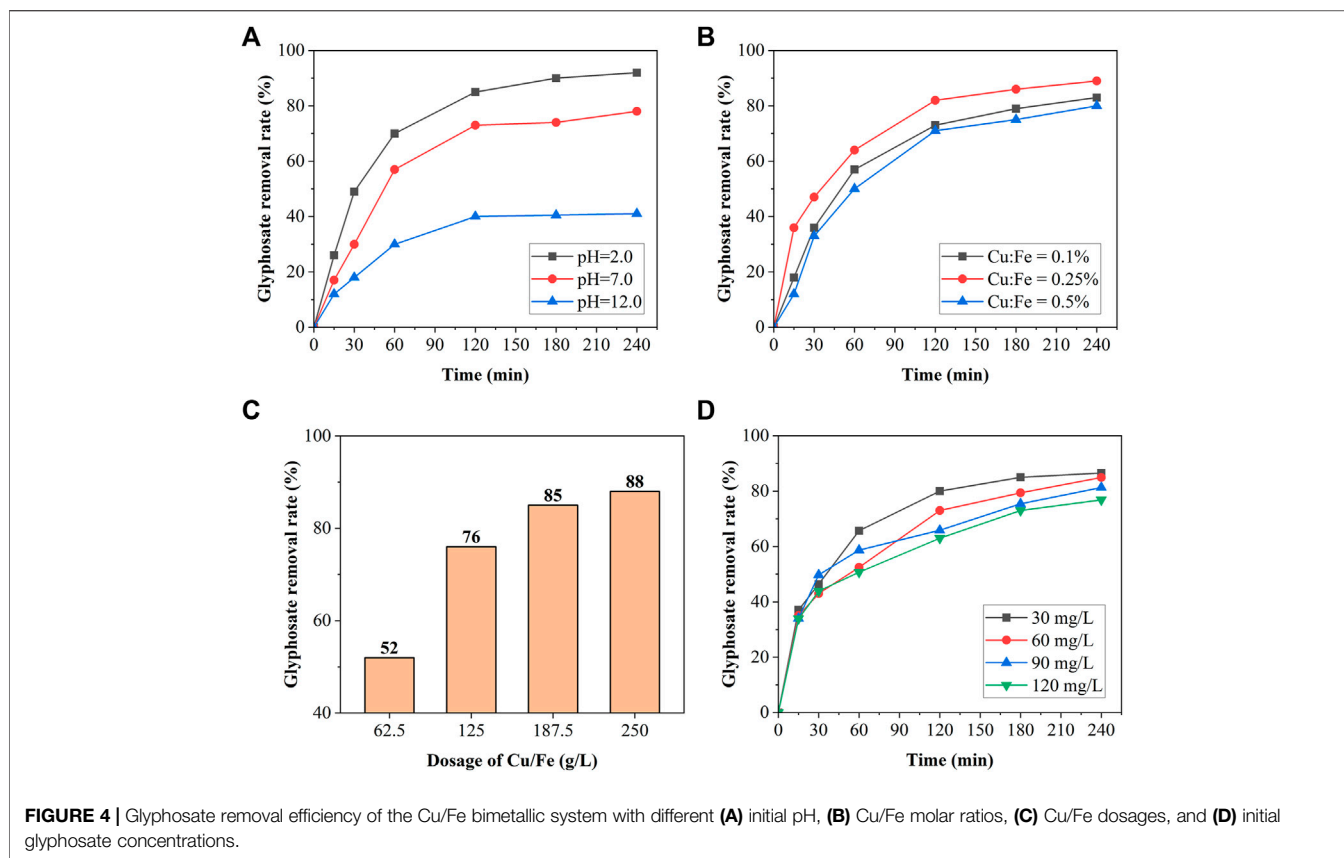 A
Glyphosate removal rate (%)
100
80
60
40
20
0
pH=2.0
pH=7.0
pH=12.0
0 30 60 90 120 150 180 210 240
Time (min)
B
Glyphosate removal rate (%)
100
80
60
40
20
0
Cu:Fe = 0.1%
Cu:Fe = 0.25%
Cu:Fe = 0.5%
0 30 60 90 120 150 180 210 240
Time (min)
C
Glyphosate removal rate (%)
100
80
60
40
52
76
85
88
62.5 125 187.5 250
Dosage of Cu/Fe (g/L)
D
Glyphosate removal rate (%)
100
80
60
40
20
0
30 mg/L
60 mg/L
90 mg/L
120 mg/L
0 30 60 90 120 150 180 210 240
Time (min)
FIGURE 4 | Glyphosate removal efficiency of the Cu/Fe bimetallic system with different (A) initial pH, (B) Cu/Fe molar ratios, (C) Cu/Fe dosages, and (D) initial
glyphosate concentrations.